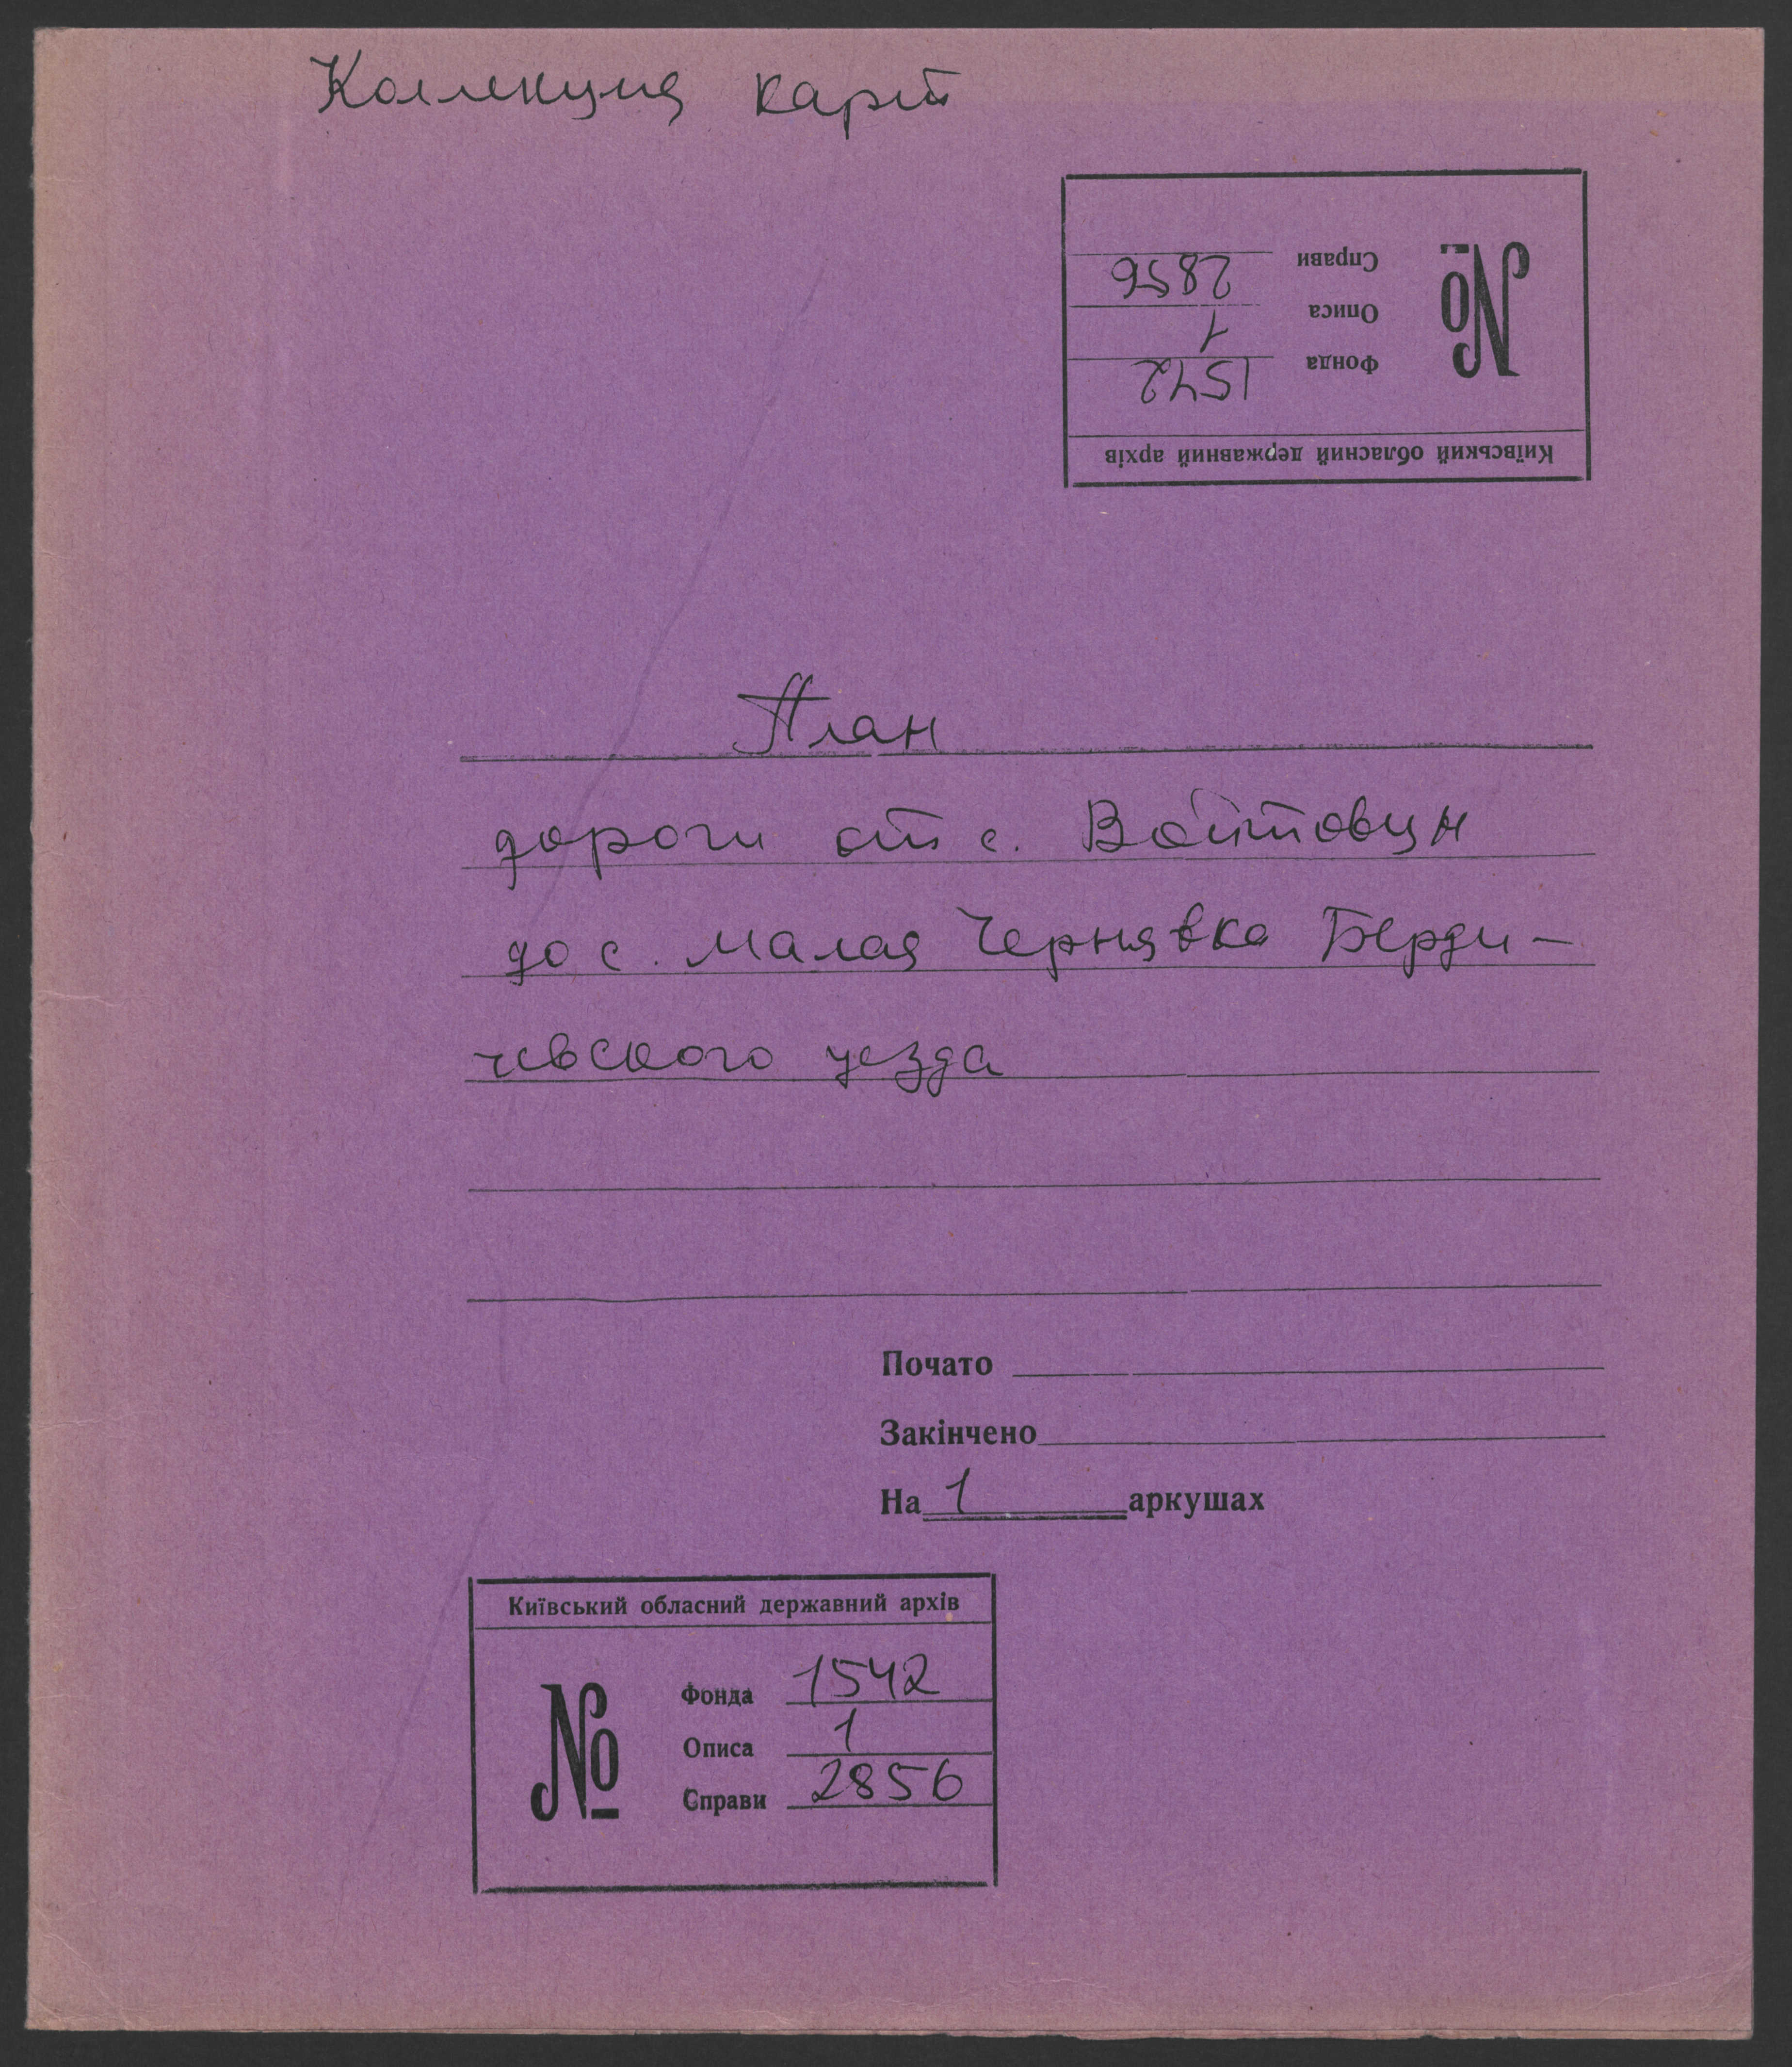 Коллекция карт
Київський обласний державний архів
№
Фонда 1542
Описа 1
Справи 2856
План
дороги от с. Войтовцы
до с. Малая Чернявка Берди-
чевского уезда
Почато
Закінчено
На 1 аркушах
Київський обласний державний архів
№
Фонда 1542
Описа 1
Справи 2856